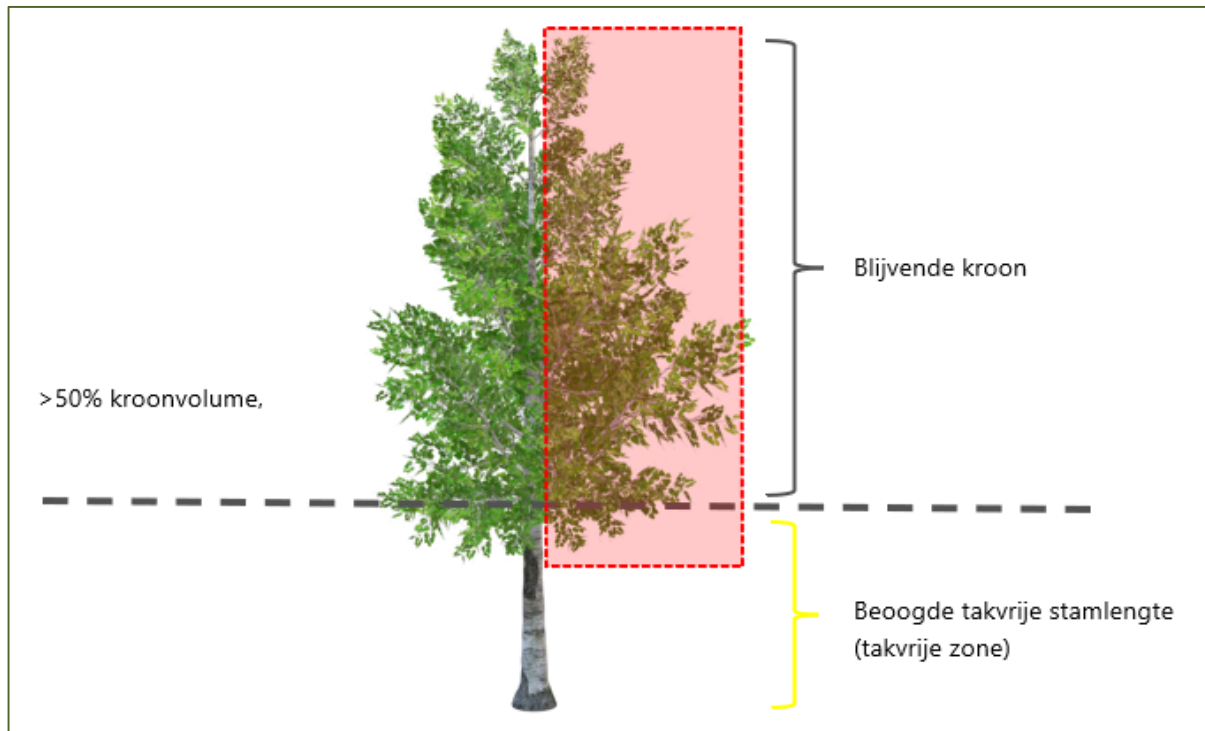 Blijvende kroon
>50% kroonvolume,
Beoogde takvrije stamlengte
(takvrije zone)